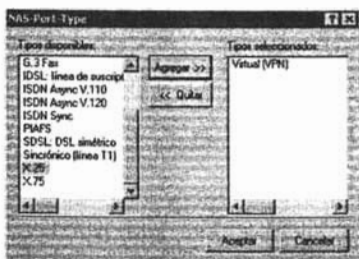 NAS-Port-Type
Tipos disponibles:
G.3 Fax
IDSL: línea de suscript
ISDN Async V.110
ISDN Async V.120
ISDN Sync
PIAFS
SDSL: DSL simétrico
Sincrónico (línea T1)
X.25
X.75
Agregar >>
<< Quitar
Tipos seleccionados:
Virtual (VPN)
Aceptar
Cancelar